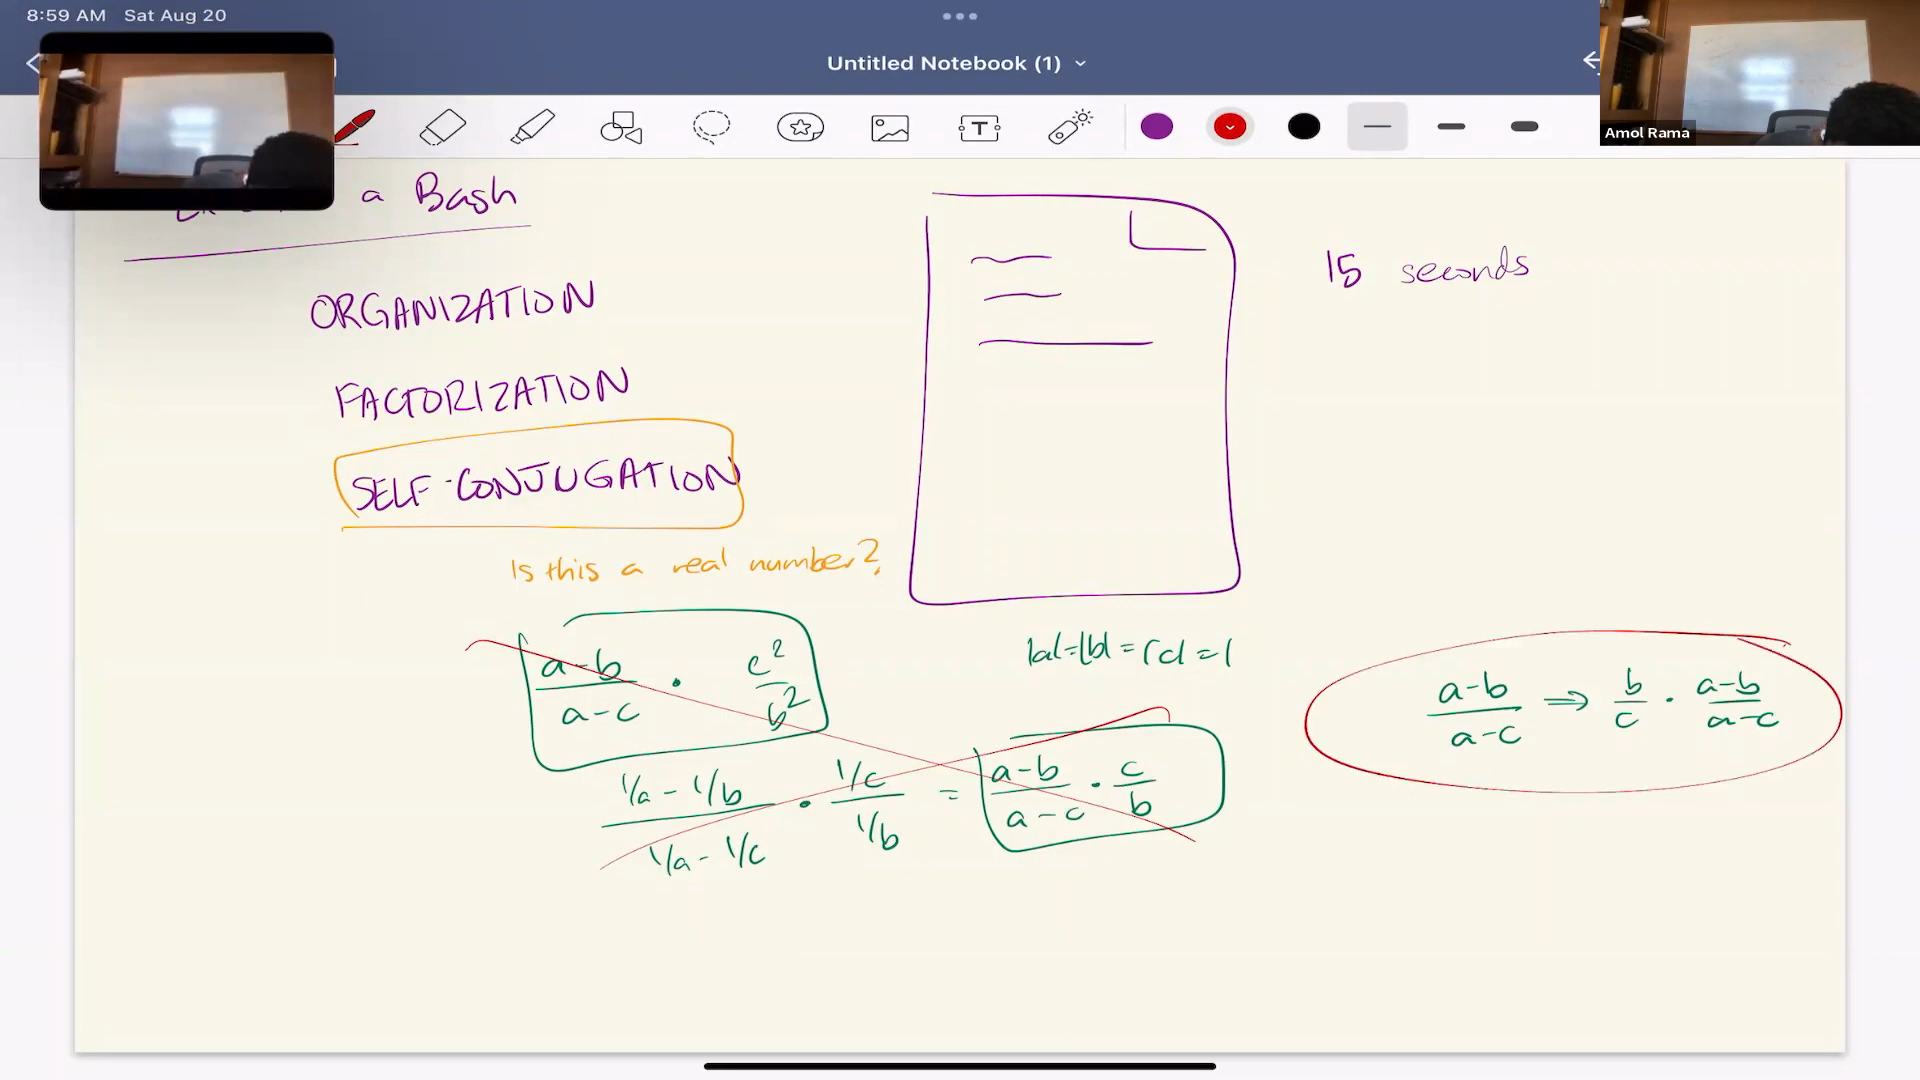 8:59 AM Sat Aug 20
Untitled Notebook (1)
Amol Rama
a Bash
15 seconds
ORGANIZATION
FACTORIZATION
SELF-CONJUGATION
Is this a real number?
a-b / a-c · c² / b²
|a|=|b|=|c|=1
a-b / a-c ⇒ b / c · a-b / a-c
1/a - 1/b / 1/a - 1/c · 1/c / 1/b = a-b / a-c · c / b